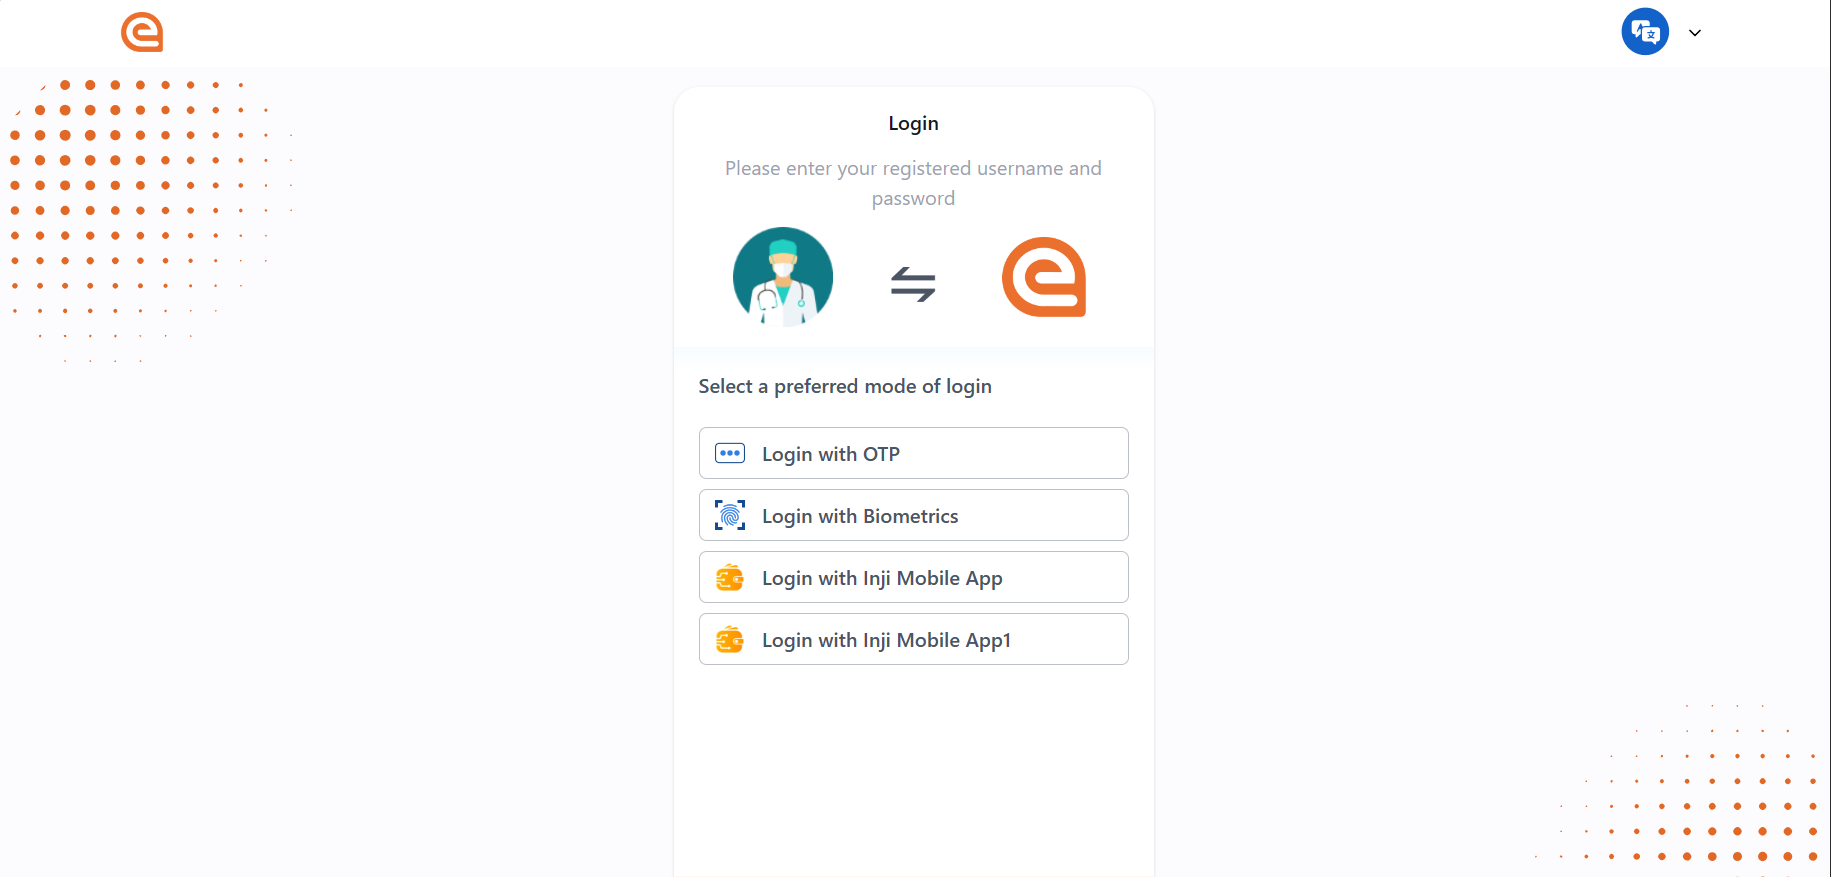 Login
Please enter your registered username and
password
Select a preferred mode of login
Login with OTP
Login with Biometrics
Login with Inji Mobile App
Login with Inji Mobile App1